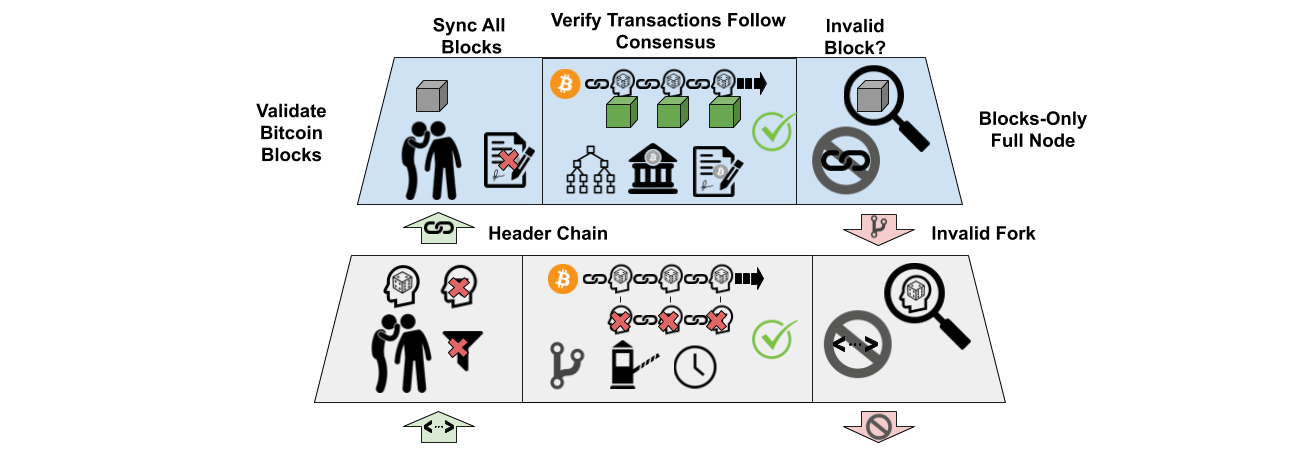 Sync All
Blocks
Verify Transactions Follow
Consensus
Invalid
Block?
Validate
Bitcoin
Blocks
Blocks-Only
Full Node
Header Chain
Invalid Fork